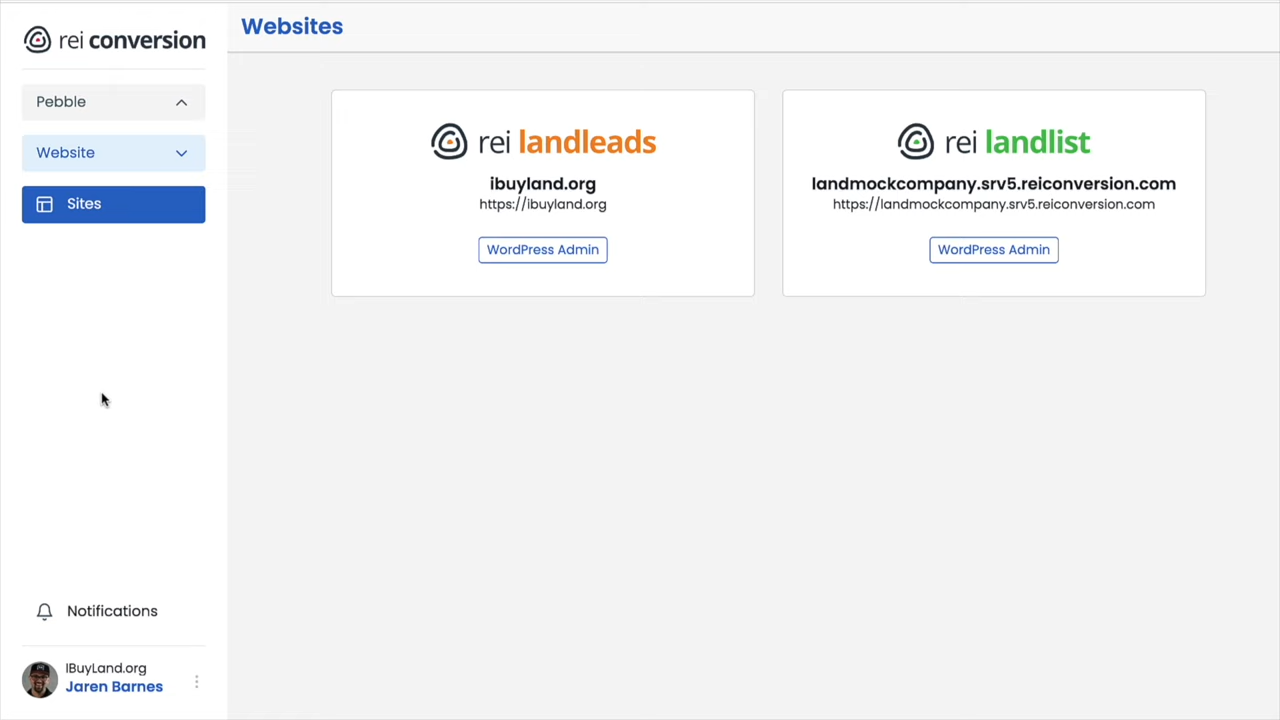 rei conversion
Websites
Pebble
Website
Sites
rei landleads
ibuyland.org
https://ibuyland.org
WordPress Admin
rei landlist
landmockcompany.srv5.reiconversion.com
https://landmockcompany.srv5.reiconversion.com
WordPress Admin
Notifications
IBuyLand.org
Jaren Barnes